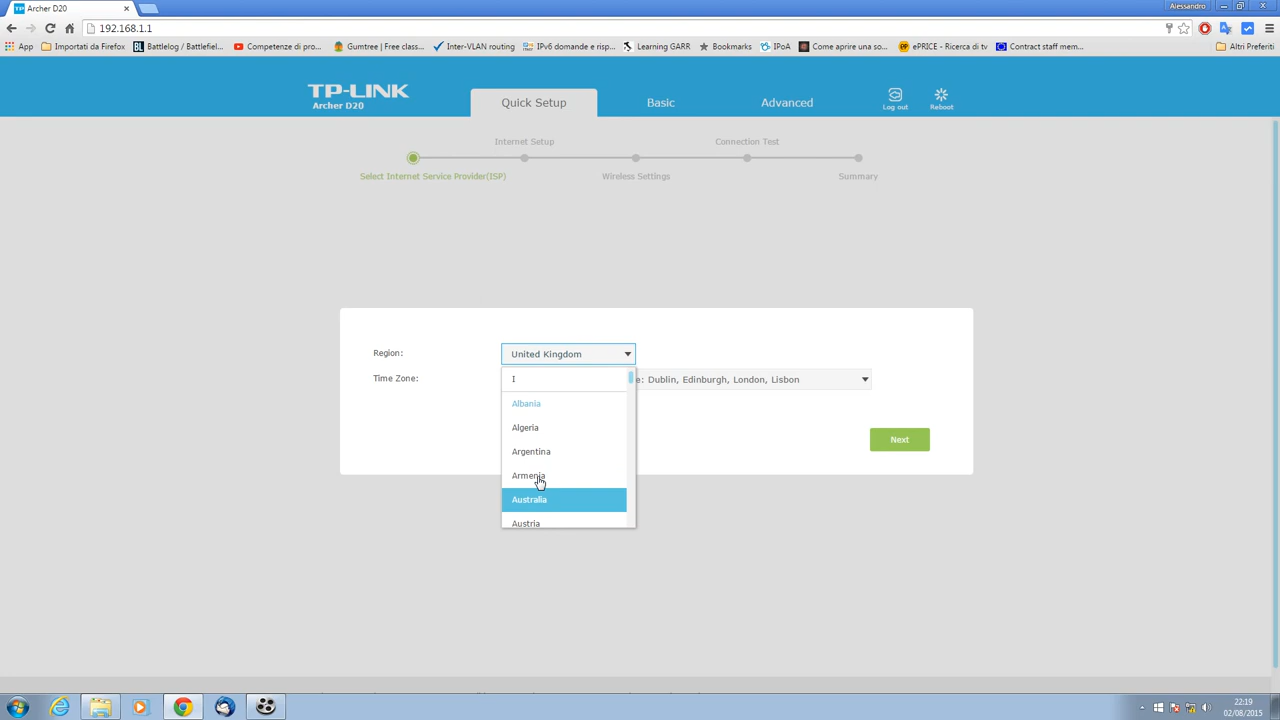 Archer D20
Alessandro
192.168.1.1
App
Importati da Firefox
BL
Battlelog / Battlefiel...
Competenze di pro...
Gumtree | Free class...
Inter-VLAN routing
IPv6 domande e risp...
Learning GARR
Bookmarks
IPoA
Come aprire una so...
ePRICE - Ricerca di tv
Contract staff mem...
Altri Preferiti
TP-LINK
Archer D20
Quick Setup
Basic
Advanced
Log out
Reboot
Internet Setup
Connection Test
Select Internet Service Provider(ISP)
Wireless Settings
Summary
Region:
United Kingdom
Time Zone:
I
e: Dublin, Edinburgh, London, Lisbon
Albania
Algeria
Argentina
Armenia
Australia
Austria
Next
22:19
02/08/2015